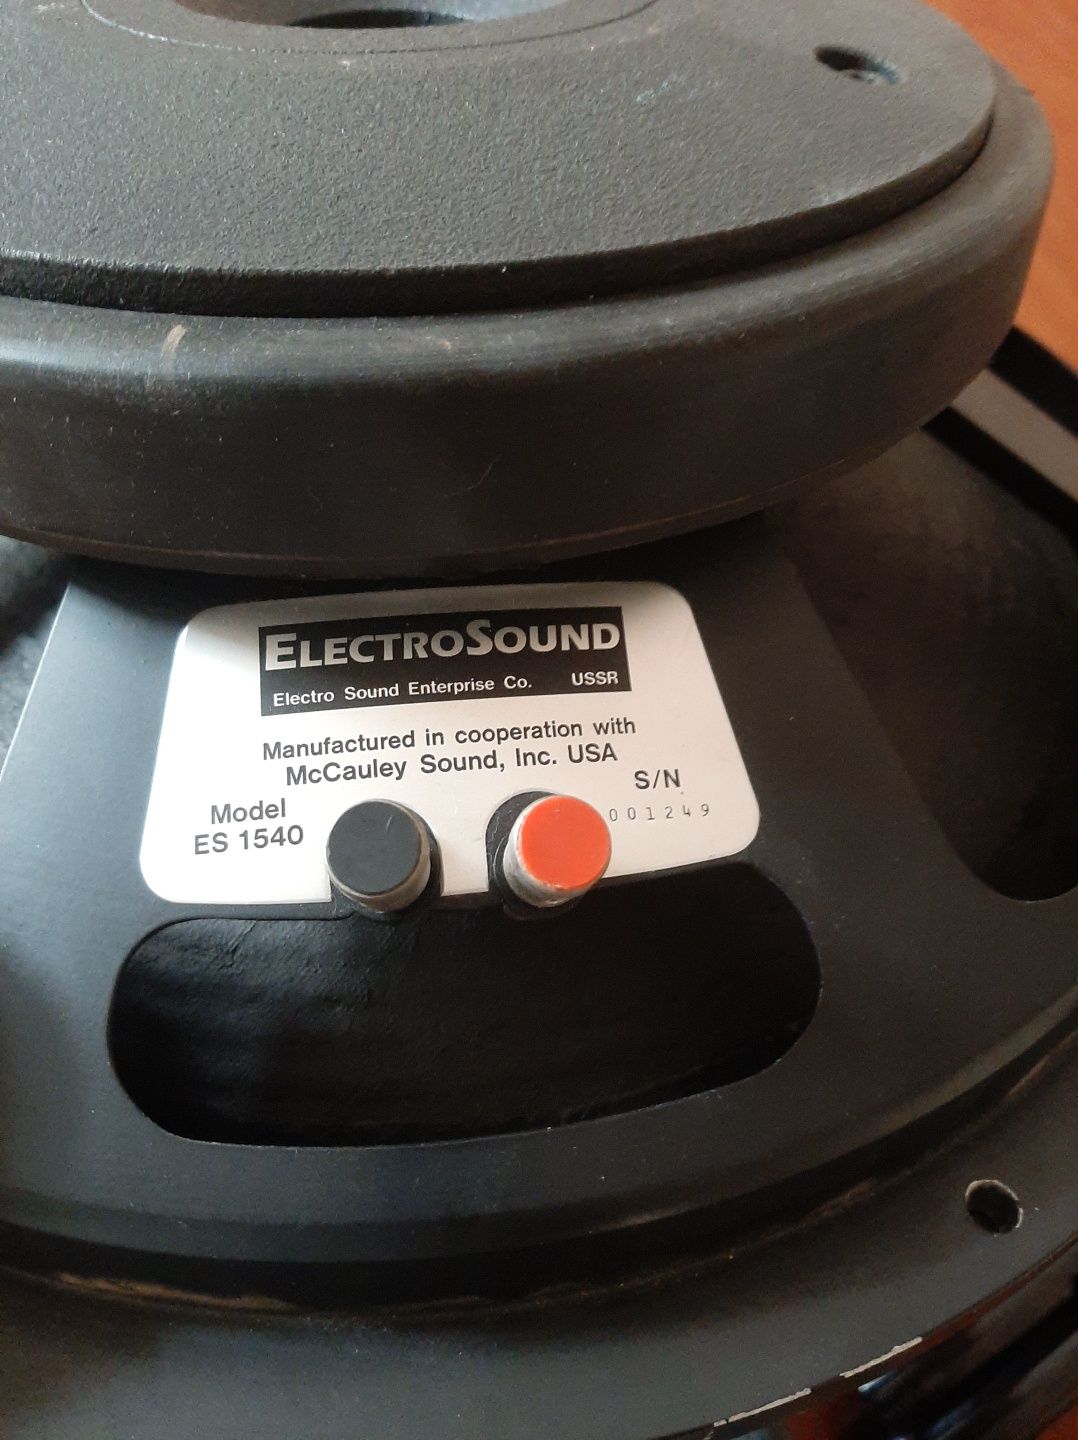 ELECTROSOUND
Electro Sound Enterprise Co. USSR
Manufactured in cooperation with
McCauley Sound, Inc. USA
S/N
Model
001249
ES 1540